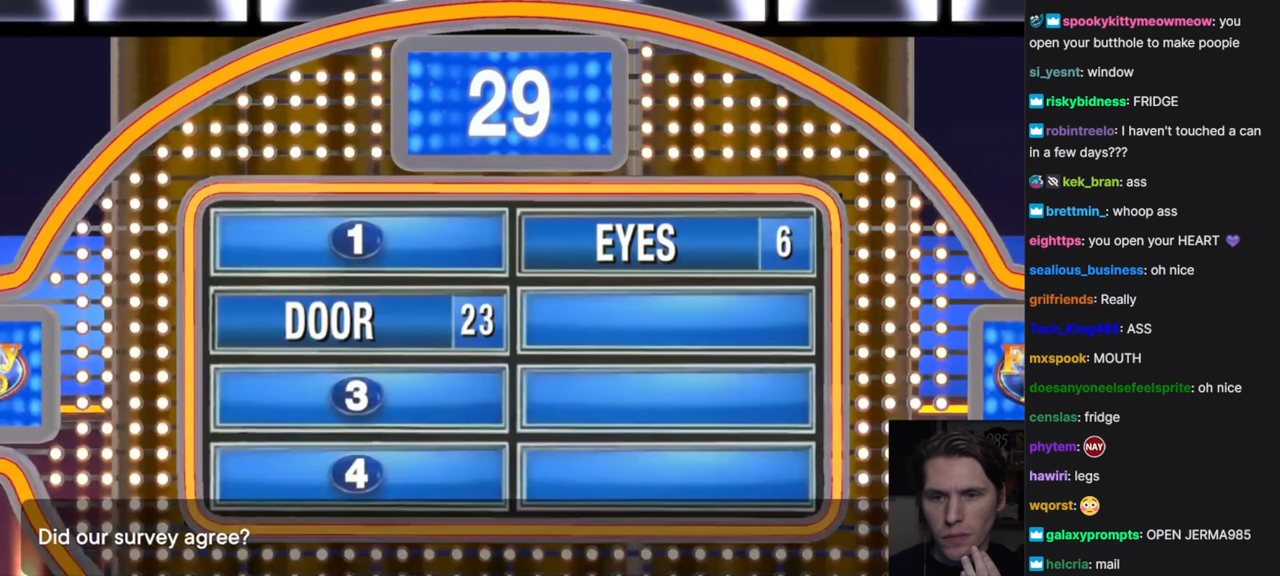 29
1
EYES 6
DOOR 23
3
4
Did our survey agree?
spookykittymeowmeow: you
open your butthole to make poopie
si_yesnt: window
riskybidness: FRIDGE
robintreelo: I haven't touched a can
in a few days???
kek_bran: ass
brettmin_: whoop ass
eighttps: you open your HEART 💜
sealious_business: oh nice
grilfriends: Really
Tech_King465: ASS
mxspook: MOUTH
doesanyoneelsefeelsprite: oh nice
censlas: fridge
phytem: NAY
hawiri: legs
wqorst: 😳
galaxyprompts: OPEN JERMA985
helcria: mail